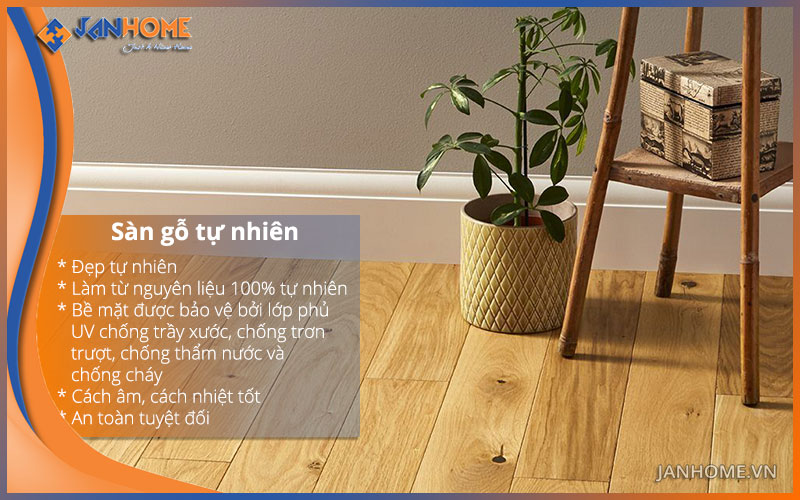 JANHOME
Sàn gỗ tự nhiên
* Đẹp tự nhiên
* Làm từ nguyên liệu 100% tự nhiên
* Bề mặt được bảo vệ bởi lớp phủ
UV chống trầy xước, chống trơn
trượt, chống thấm nước và
chống cháy
* Cách âm, cách nhiệt tốt
* An toàn tuyệt đối
JANHOME.VN